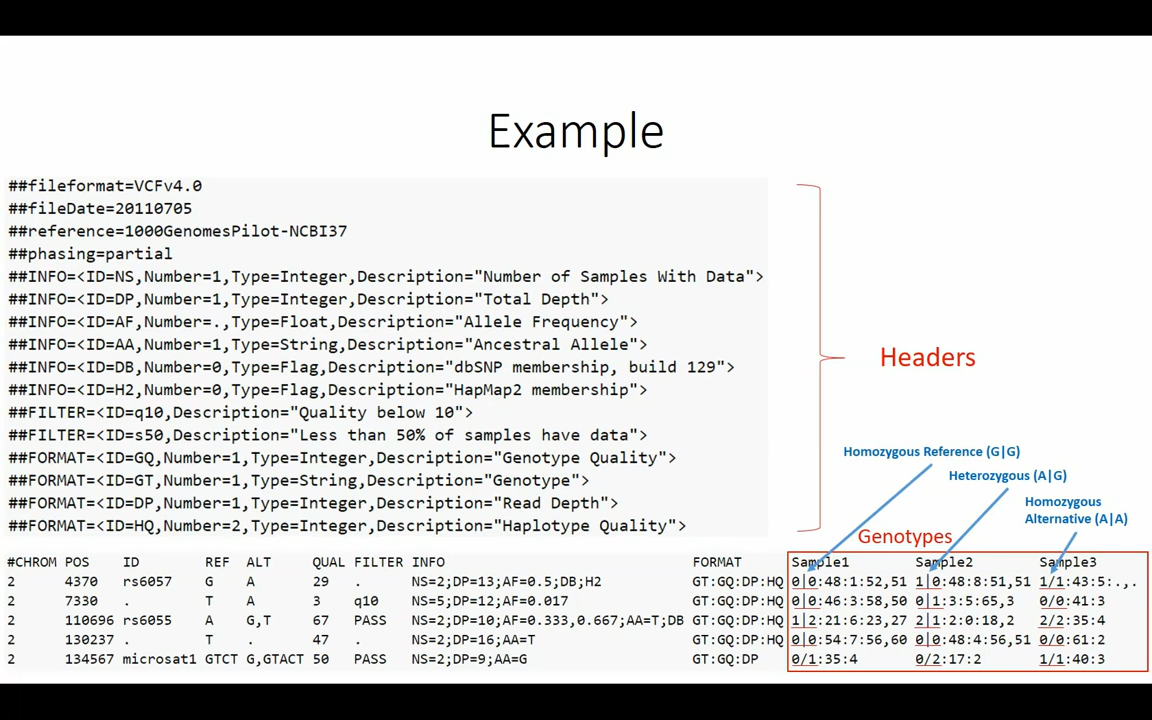 Example
##fileformat=VCFv4.0
##fileDate=20110705
##reference=1000GenomesPilot-NCBI37
##phasing=partial
##INFO=<ID=NS,Number=1,Type=Integer,Description="Number of Samples With Data">
##INFO=<ID=DP,Number=1,Type=Integer,Description="Total Depth">
##INFO=<ID=AF,Number=.,Type=Float,Description="Allele Frequency">
##INFO=<ID=AA,Number=1,Type=String,Description="Ancestral Allele">
##INFO=<ID=DB,Number=0,Type=Flag,Description="dbSNP membership, build 129">
##INFO=<ID=H2,Number=0,Type=Flag,Description="HapMap2 membership">
##FILTER=<ID=q10,Description="Quality below 10">
##FILTER=<ID=s50,Description="Less than 50% of samples have data">
##FORMAT=<ID=GQ,Number=1,Type=Integer,Description="Genotype Quality">
##FORMAT=<ID=GT,Number=1,Type=String,Description="Genotype">
##FORMAT=<ID=DP,Number=1,Type=Integer,Description="Read Depth">
##FORMAT=<ID=HQ,Number=2,Type=Integer,Description="Haplotype Quality">
Headers
Homozygous Reference (G|G)
Heterozygous (A|G)
Homozygous
Alternative (A|A)
Genotypes
#CHROM POS ID REF ALT QUAL FILTER INFO FORMAT Sample1 Sample2 Sample3
2 4370 rs6057 G A 29 . NS=2;DP=13;AF=0.5;DB;H2 GT:GQ:DP:HQ 0|0:48:1:52,51 1|0:48:8:51,51 1/1:43:5:.,.
2 7330 . T A 3 q10 NS=5;DP=12;AF=0.017 GT:GQ:DP:HQ 0|0:46:3:58,50 0|1:3:5:65,3 0/0:41:3
2 110696 rs6055 A G,T 67 PASS NS=2;DP=10;AF=0.333,0.667;AA=T;DB GT:GQ:DP:HQ 1|2:21:6:23,27 2|1:2:0:18,2 2/2:35:4
2 130237 . T . 47 . NS=2;DP=16;AA=T GT:GQ:DP:HQ 0|0:54:7:56,60 0|0:48:4:56,51 0/0:61:2
2 134567 microsat1 GTCT G,GTACT 50 PASS NS=2;DP=9;AA=G GT:GQ:DP 0/1:35:4 0/2:17:2 1/1:40:3